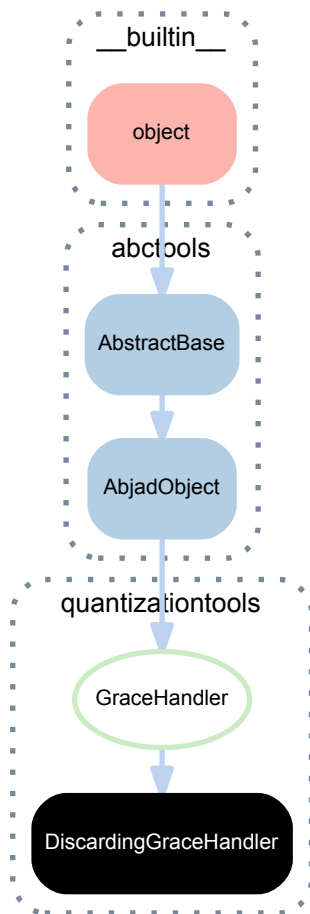 __builtin__
object
abctools
AbstractBase
AbjadObject
quantizationtools
GraceHandler
DiscardingGraceHandler